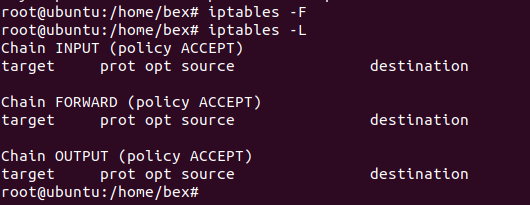 root@ubuntu:/home/bex# iptables -F
root@ubuntu:/home/bex# iptables -L
Chain INPUT (policy ACCEPT)
target     prot opt source               destination

Chain FORWARD (policy ACCEPT)
target     prot opt source               destination

Chain OUTPUT (policy ACCEPT)
target     prot opt source               destination
root@ubuntu:/home/bex#